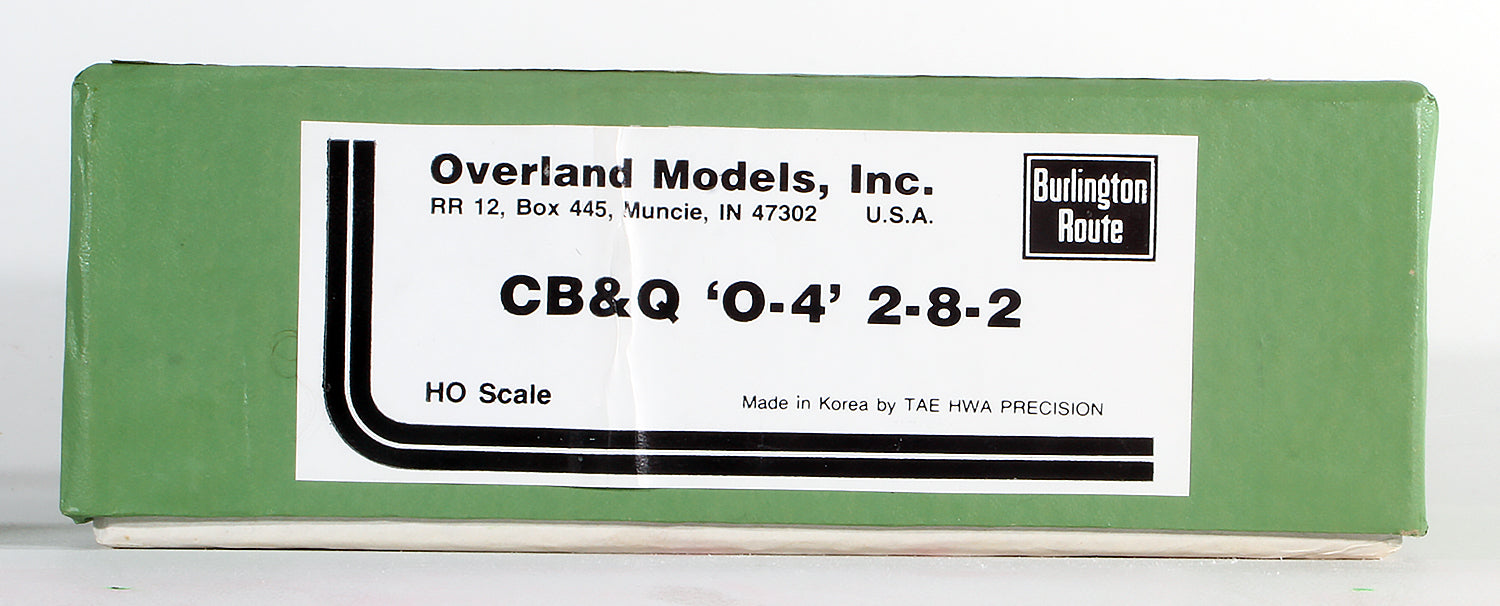 Overland Models, Inc.
RR 12, Box 445, Muncie, IN 47302 U.S.A.
Burlington
Route
CB&Q ‘O-4’ 2-8-2
HO Scale
Made in Korea by TAE HWA PRECISION